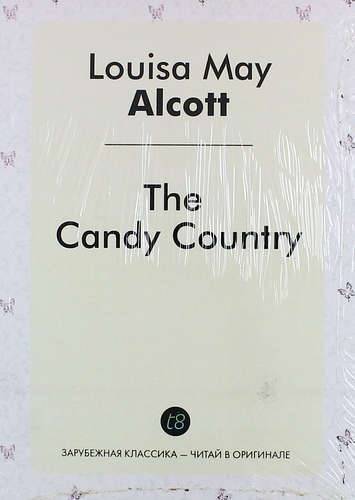 Louisa May
Alcott
The
Candy Country
t8
ЗАРУБЕЖНАЯ КЛАССИКА — ЧИТАЙ В ОРИГИНАЛЕ